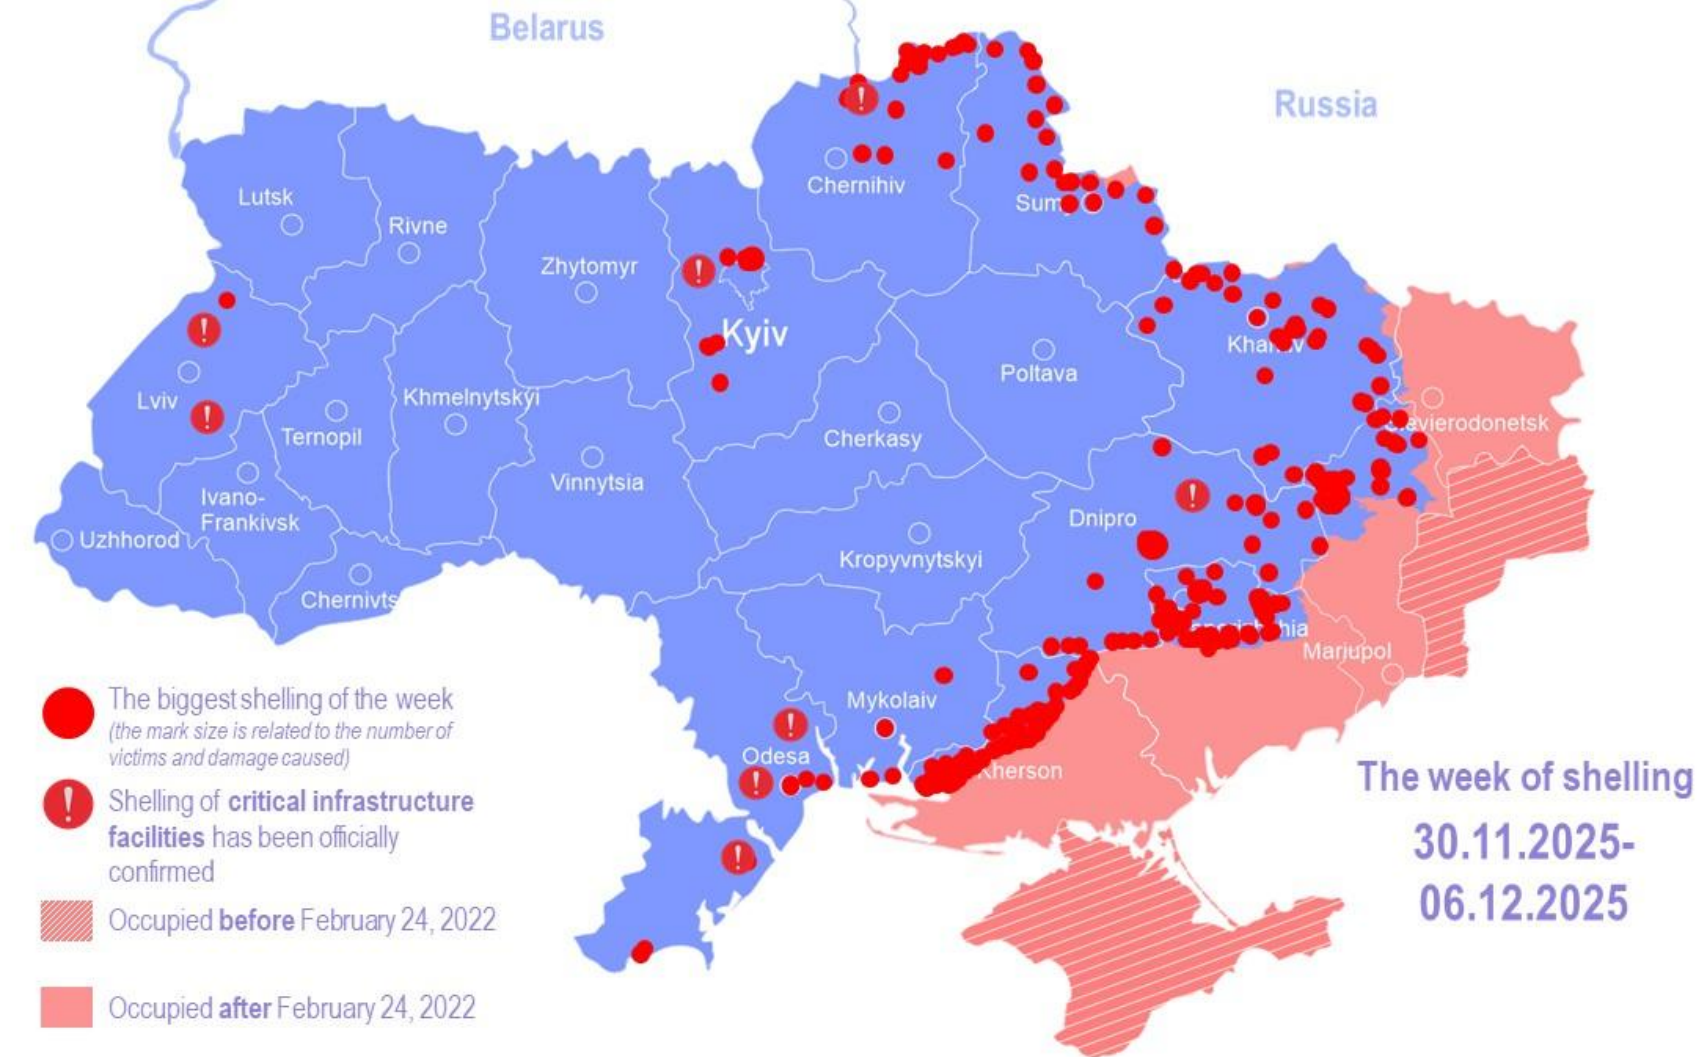 Belarus
Russia
Lutsk
Rivne
Zhytomyr
Chernihiv
Sum
Kyiv
Lviv
Ternopil
Khmelnytskyi
Vinnytsia
Cherkasy
Poltava
Ivano-
Frankivsk
Uzhhorod
Chernivts
Kropyvnytskyi
Dnipro
Mariupol
Mykolaiv
Odesa
Kherson
The biggest shelling of the week
(the mark size is related to the number of
victims and damage caused)
! Shelling of critical infrastructure
facilities has been officially
confirmed
Occupied before February 24, 2022
Occupied after February 24, 2022
The week of shelling
30.11.2025-
06.12.2025